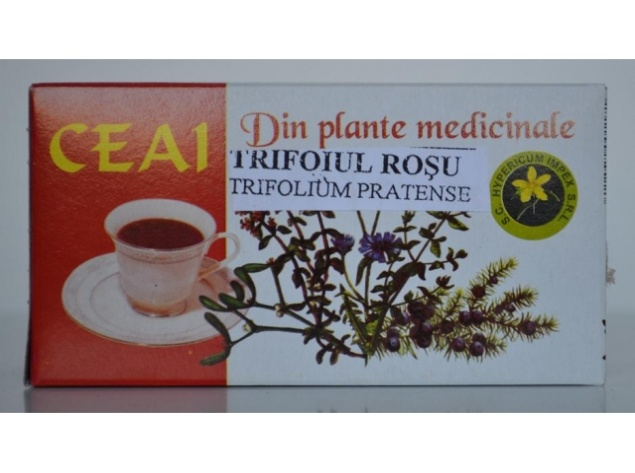 CEAI
Din plante medicinale
TRIFOIUL ROȘU
TRIFOLIUM PRATENSE
S.C. HYPERICUM IMPEX S.R.L.